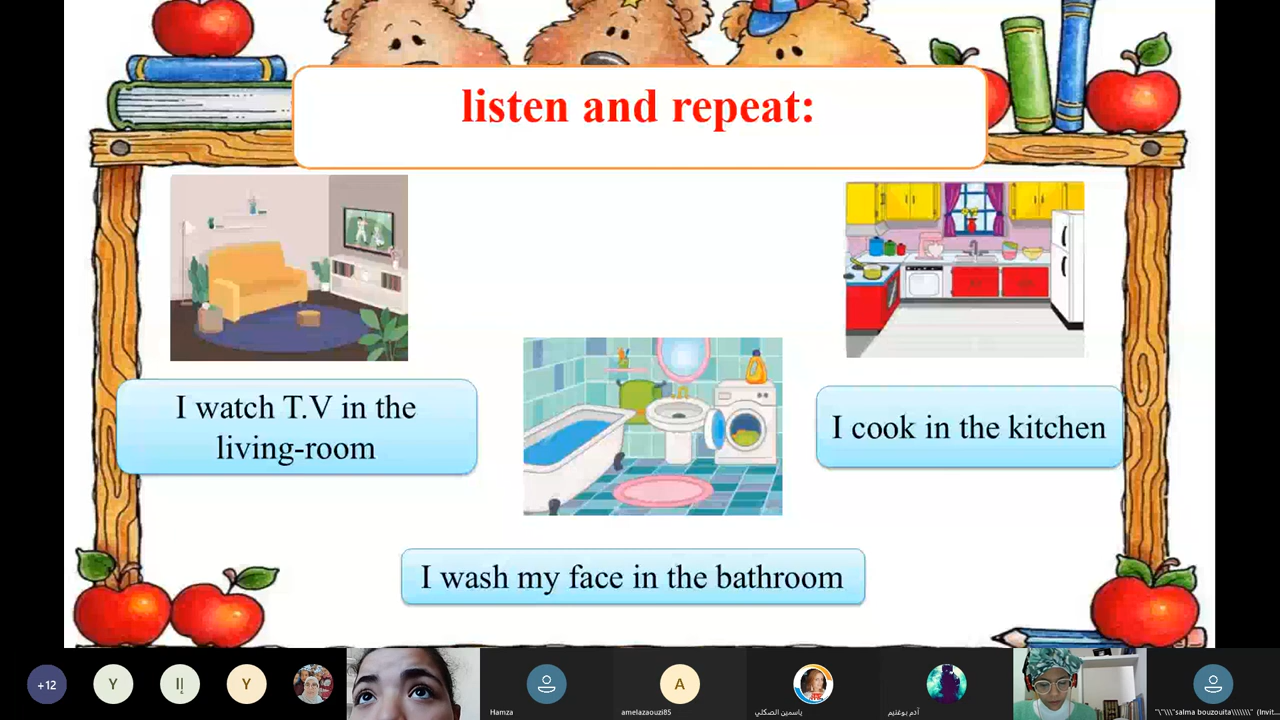 listen and repeat:
I watch T.V in the
living-room
I cook in the kitchen
I wash my face in the bathroom
+12
Y
Y
A
Hamza
amelazaouzi85
ياسمين الصكلي
آدم بوغنيم
"\"\\\"salma bouzouita\\\\\\\" (Invit...